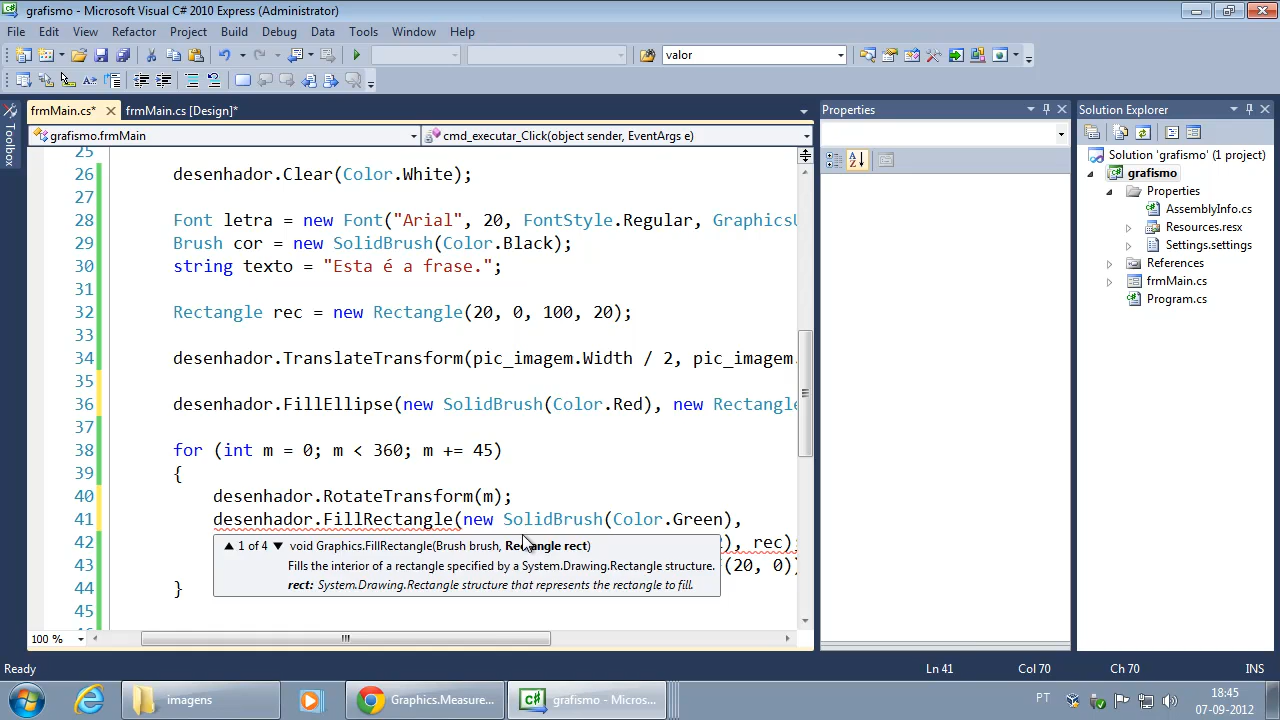 grafismo - Microsoft Visual C# 2010 Express (Administrator)
File Edit View Refactor Project Build Debug Data Tools Window Help
valor
frmMain.cs* frmMain.cs [Design]*
grafismo.frmMain cmd_executar_Click(object sender, EventArgs e)
Toolbox
25
26 desenhador.Clear(Color.White);
27
28 Font letra = new Font("Arial", 20, FontStyle.Regular, GraphicsU
29 Brush cor = new SolidBrush(Color.Black);
30 string texto = "Esta é a frase.";
31
32 Rectangle rec = new Rectangle(20, 0, 100, 20);
33
34 desenhador.TranslateTransform(pic_imagem.Width / 2, pic_imagem.
35
36 desenhador.FillEllipse(new SolidBrush(Color.Red), new Rectangle
37
38 for (int m = 0; m < 360; m += 45)
39 {
40 desenhador.RotateTransform(m);
41 desenhador.FillRectangle(new SolidBrush(Color.Green),
42 ), rec);
43 (20, 0))
44 }
45
1 of 4 void Graphics.FillRectangle(Brush brush, Rectangle rect)
Fills the interior of a rectangle specified by a System.Drawing.Rectangle structure.
rect: System.Drawing.Rectangle structure that represents the rectangle to fill.
100 %
Properties
Solution Explorer
Solution 'grafismo' (1 project)
grafismo
Properties
AssemblyInfo.cs
Resources.resx
Settings.settings
References
frmMain.cs
Program.cs
Ready Ln 41 Col 70 Ch 70 INS
imagens Graphics.Measure... grafismo - Micros... PT 18:45
07-09-2012